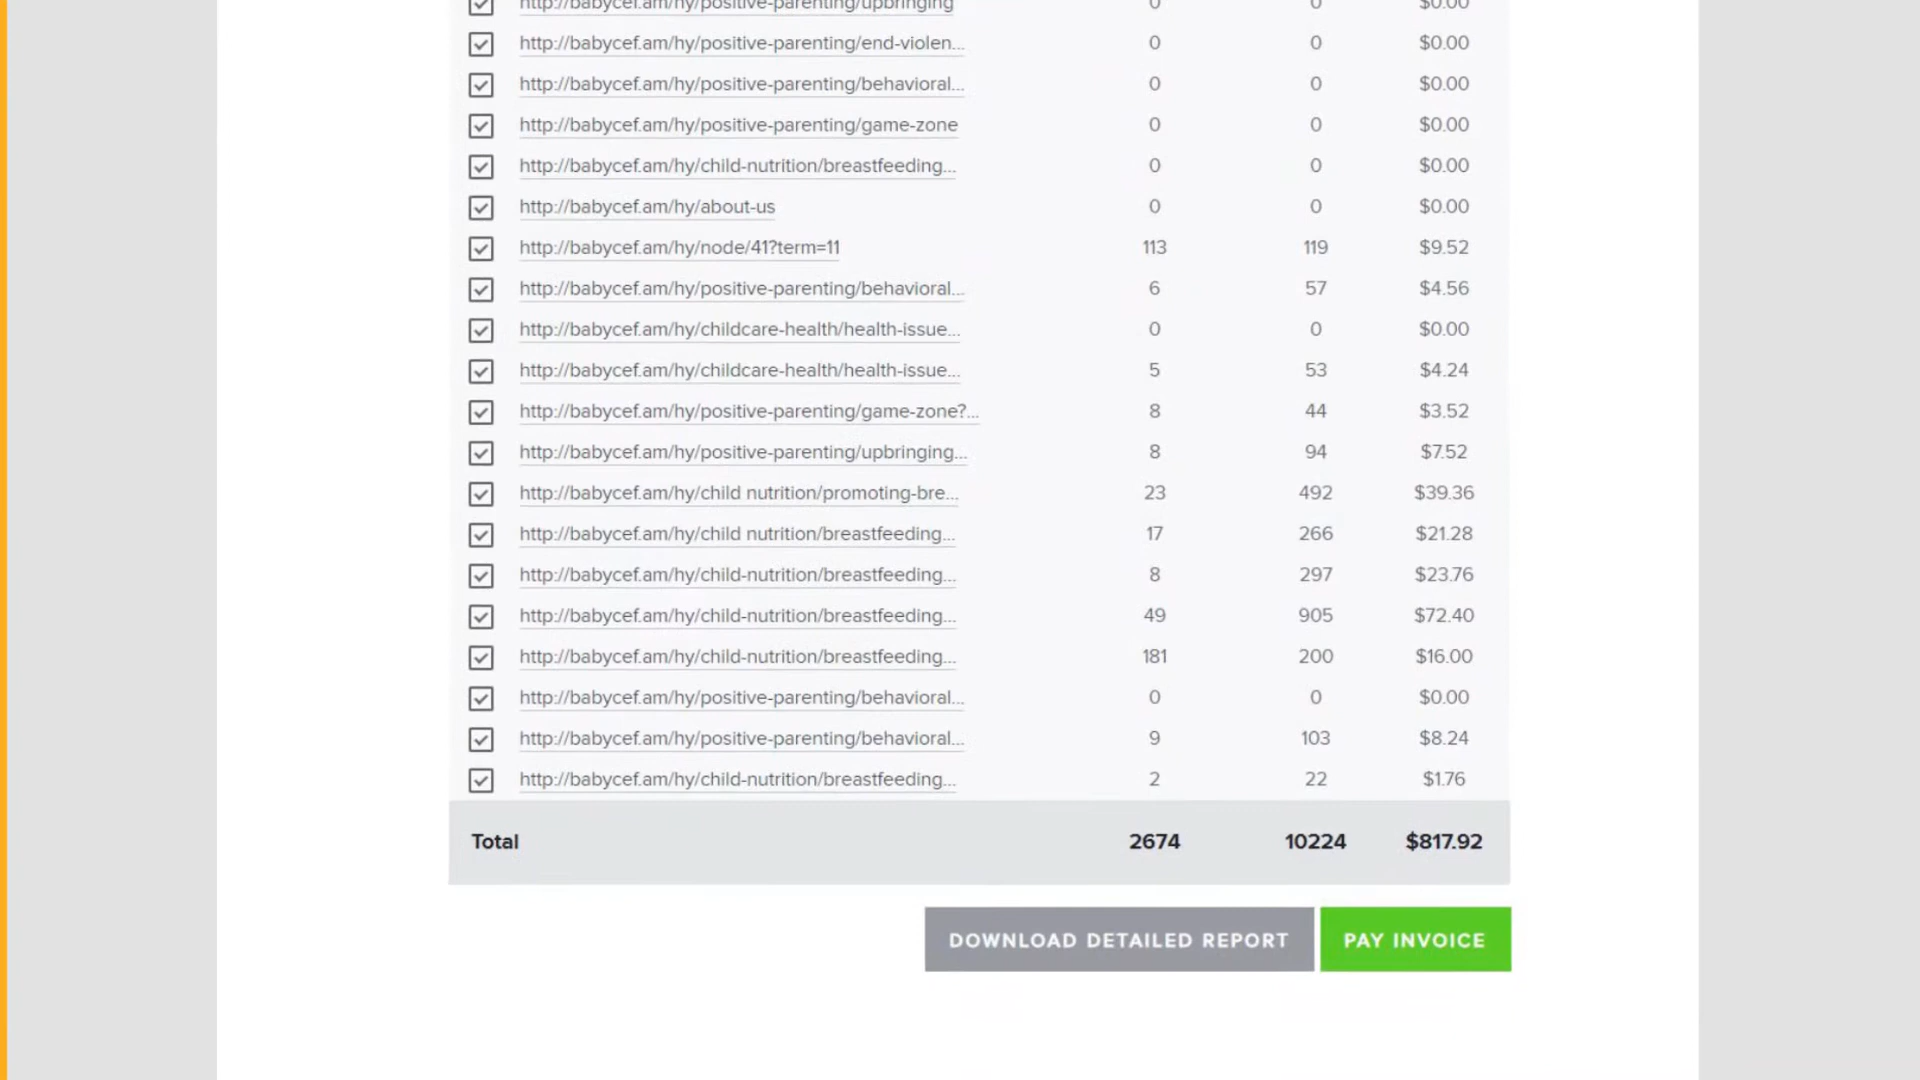 http://babycef.am/hy/positive-parenting/upbringing 0 0 $0.00
http://babycef.am/hy/positive-parenting/end-violen... 0 0 $0.00
http://babycef.am/hy/positive-parenting/behavioral... 0 0 $0.00
http://babycef.am/hy/positive-parenting/game-zone 0 0 $0.00
http://babycef.am/hy/child-nutrition/breastfeeding... 0 0 $0.00
http://babycef.am/hy/about-us 0 0 $0.00
http://babycef.am/hy/node/41?term=11 113 119 $9.52
http://babycef.am/hy/positive-parenting/behavioral... 6 57 $4.56
http://babycef.am/hy/childcare-health/health-issue... 0 0 $0.00
http://babycef.am/hy/childcare-health/health-issue... 5 53 $4.24
http://babycef.am/hy/positive-parenting/game-zone?... 8 44 $3.52
http://babycef.am/hy/positive-parenting/upbringing... 8 94 $7.52
http://babycef.am/hy/child nutrition/promoting-bre... 23 492 $39.36
http://babycef.am/hy/child nutrition/breastfeeding... 17 266 $21.28
http://babycef.am/hy/child-nutrition/breastfeeding... 8 297 $23.76
http://babycef.am/hy/child-nutrition/breastfeeding... 49 905 $72.40
http://babycef.am/hy/child-nutrition/breastfeeding... 181 200 $16.00
http://babycef.am/hy/positive-parenting/behavioral... 0 0 $0.00
http://babycef.am/hy/positive-parenting/behavioral... 9 103 $8.24
http://babycef.am/hy/child-nutrition/breastfeeding... 2 22 $1.76
Total 2674 10224 $817.92
DOWNLOAD DETAILED REPORT PAY INVOICE